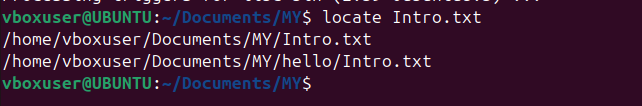 vboxuser@UBUNTU:~/Documents/MY$ locate Intro.txt
/home/vboxuser/Documents/MY/Intro.txt
/home/vboxuser/Documents/MY/hello/Intro.txt
vboxuser@UBUNTU:~/Documents/MY$